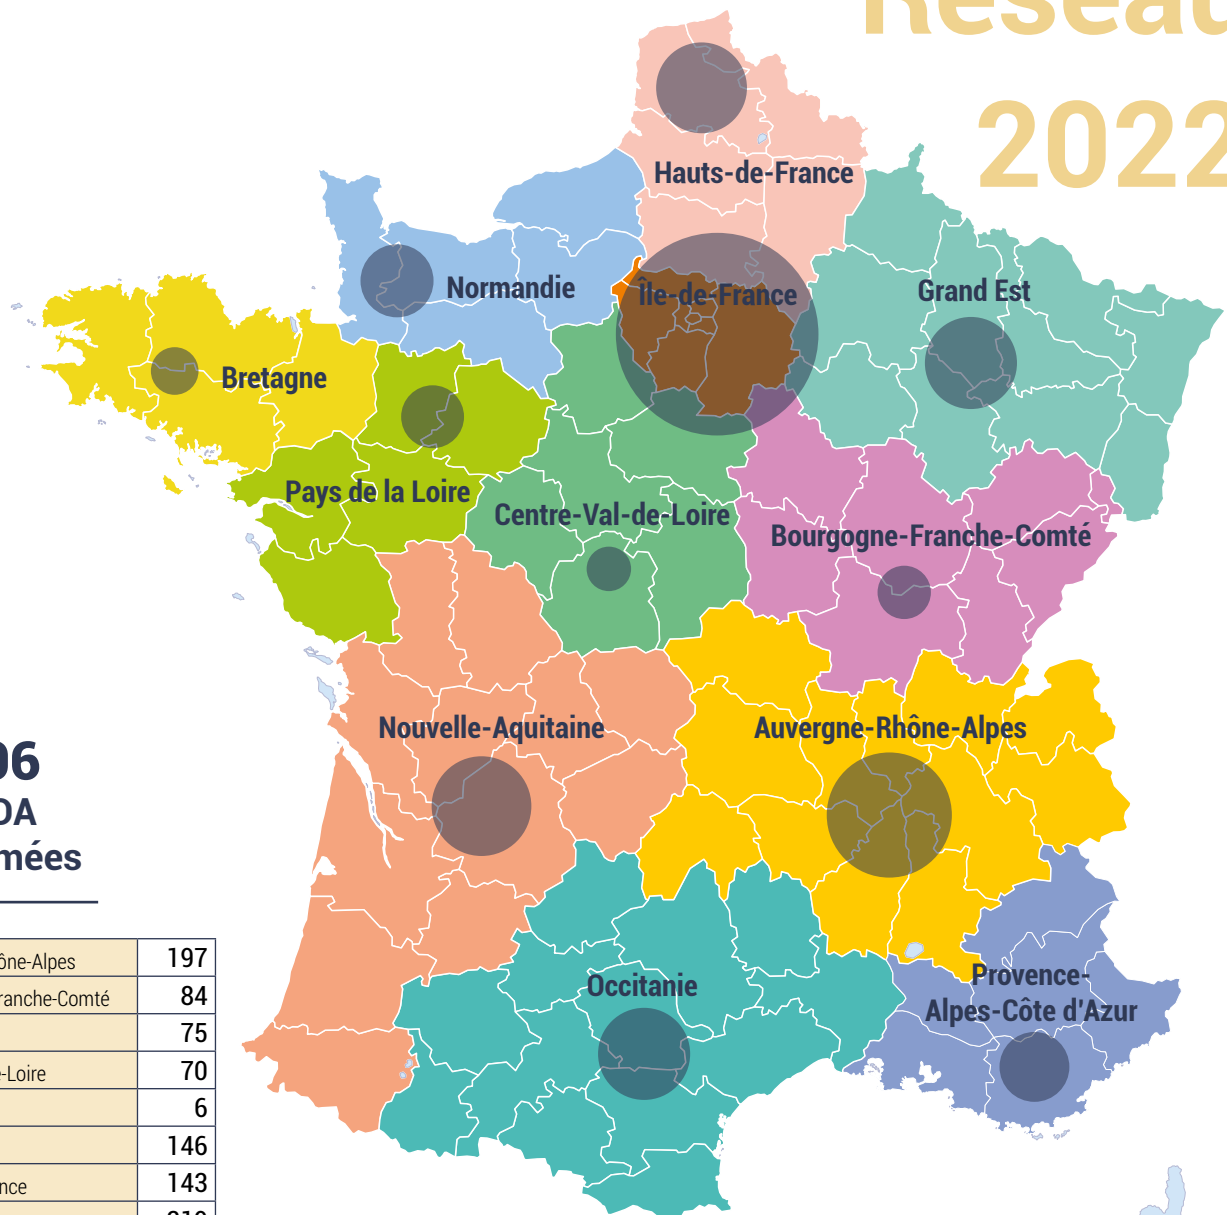 Réseau
2022
Hauts-de-France
Île-de-France
Normandie
Grand Est
Bretagne
Pays de la Loire
Centre-Val-de-Loire
Bourgogne-Franche-Comté
Nouvelle-Aquitaine
Auvergne-Rhône-Alpes
Occitanie
Provence-
Alpes-Côte d'Azur
06
DA
mées
ône-Alpes 197
ranche-Comté 84
75
-Loire 70
6
146
nce 143